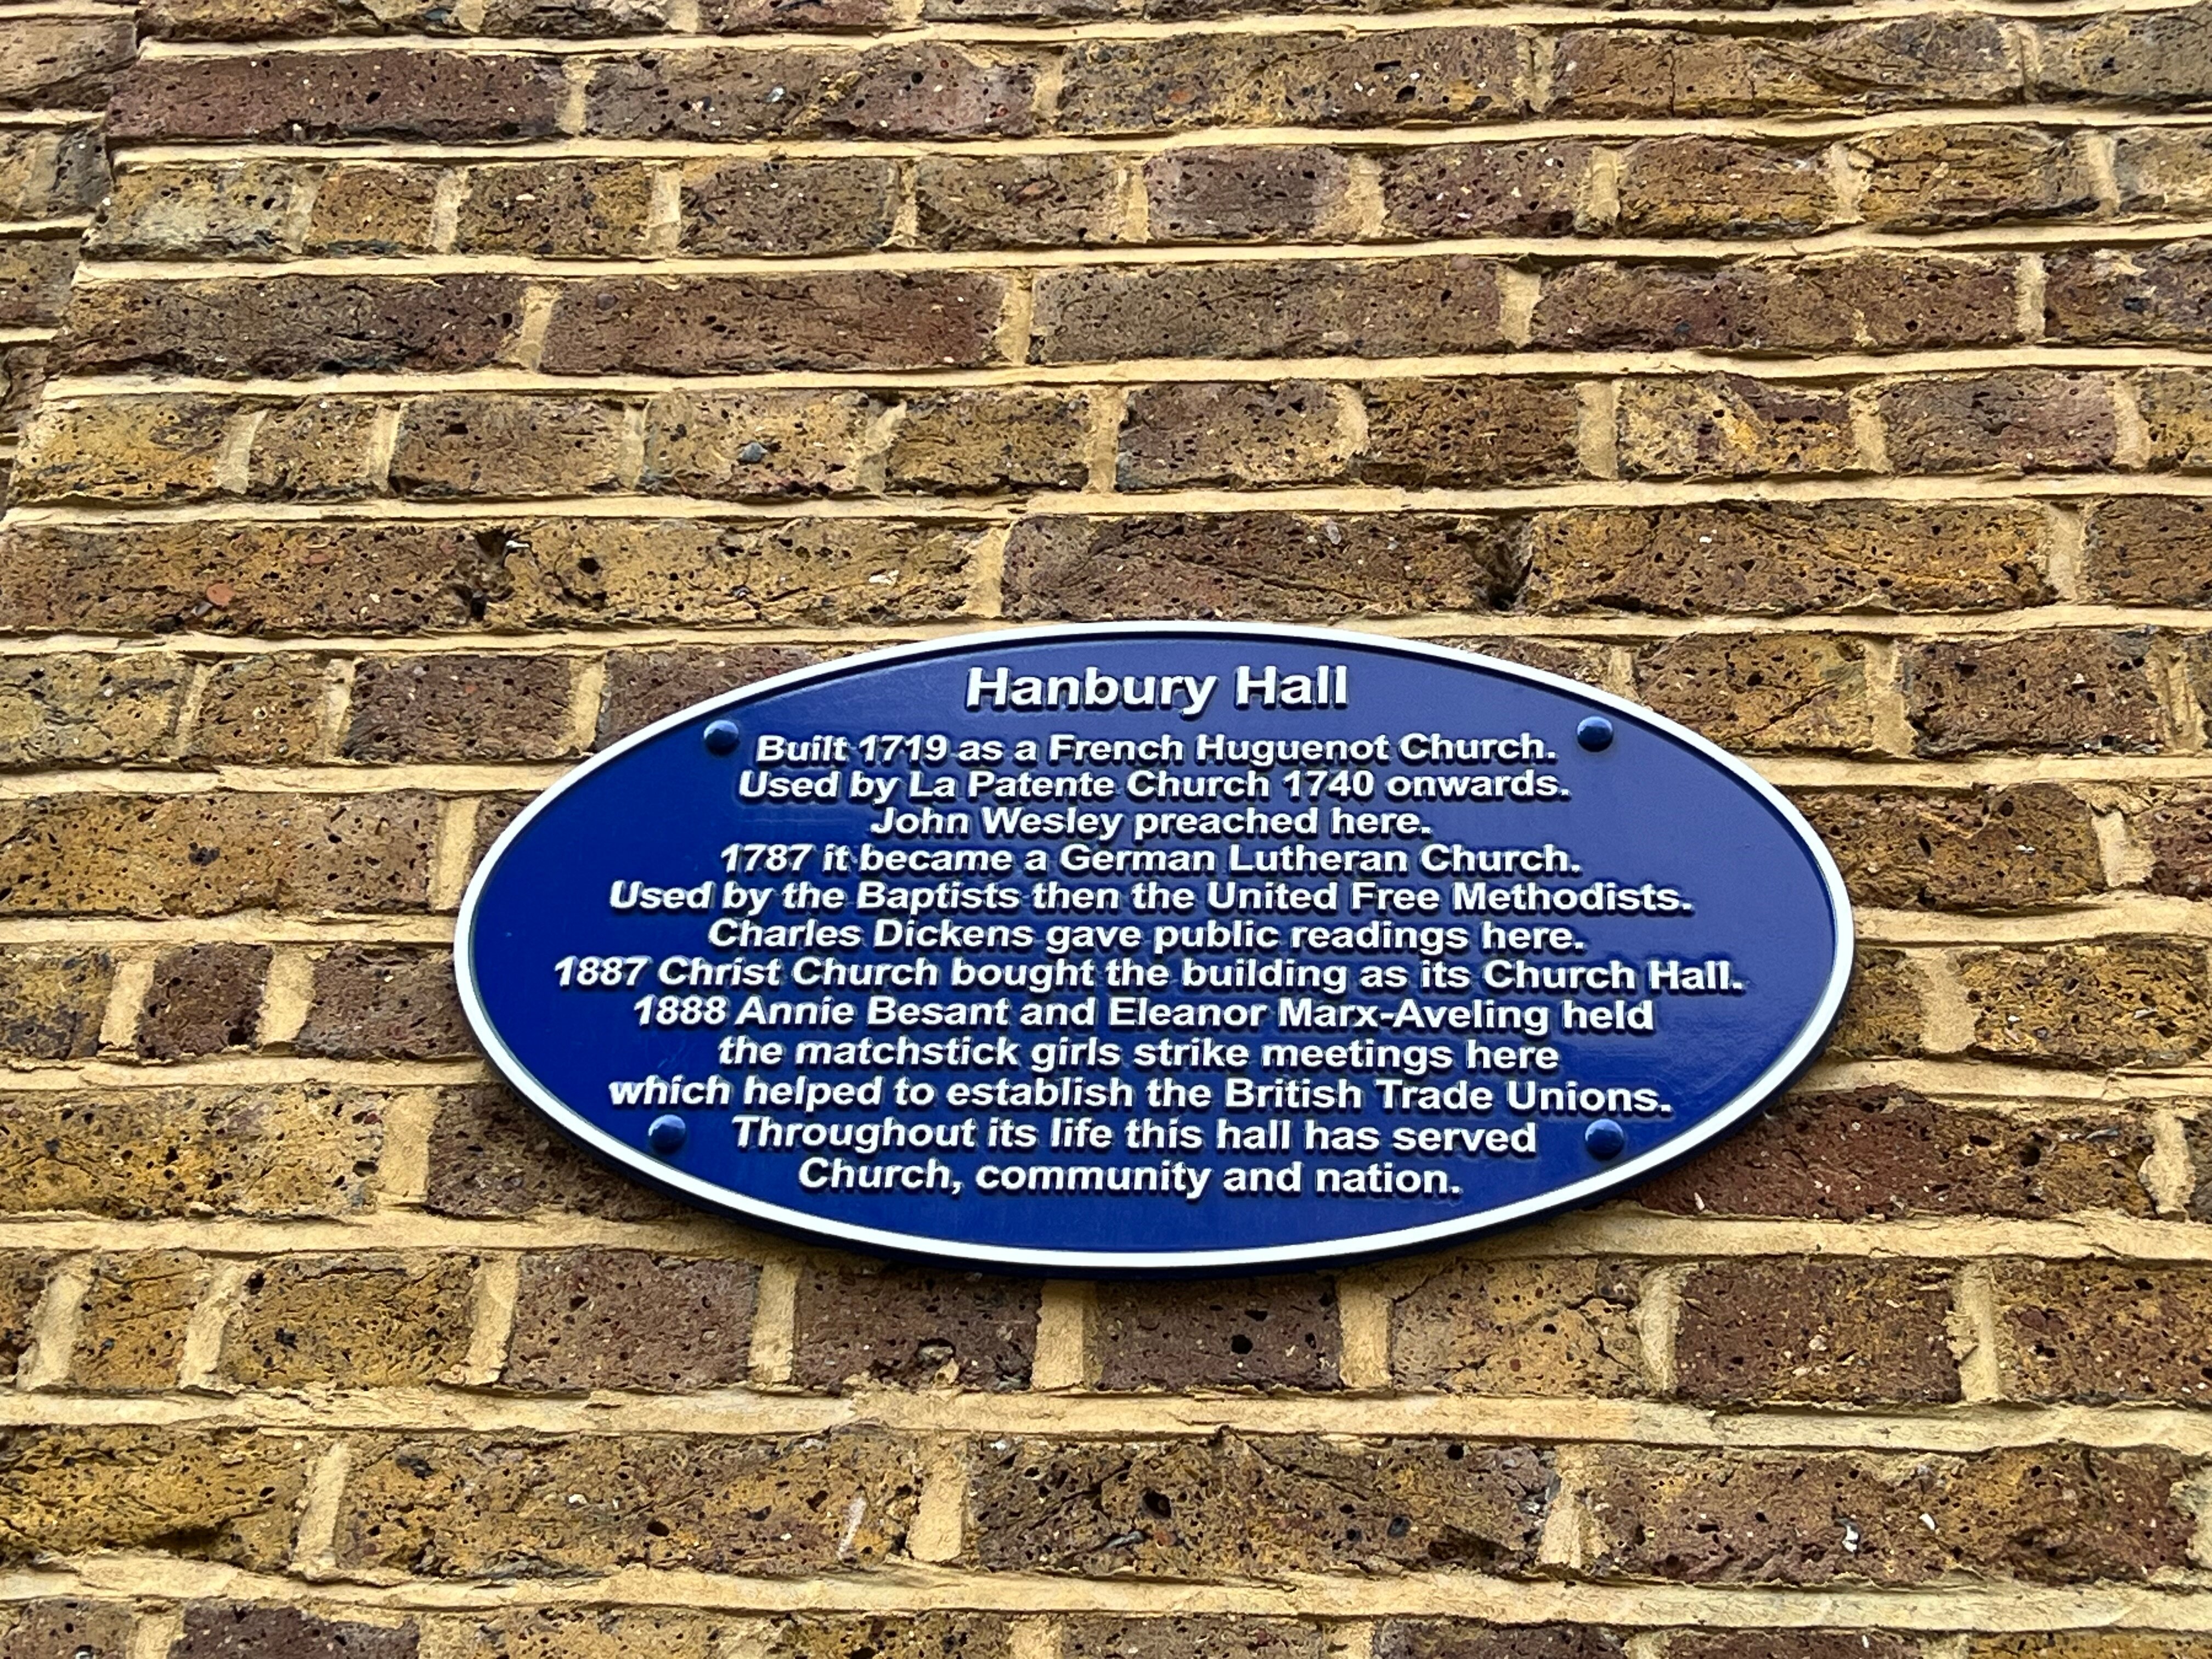 Hanbury Hall
Built 1719 as a French Huguenot Church.
Used by La Patente Church 1740 onwards.
John Wesley preached here.
1787 it became a German Lutheran Church.
Used by the Baptists then the United Free Methodists.
Charles Dickens gave public readings here.
1887 Christ Church bought the building as its Church Hall.
1888 Annie Besant and Eleanor Marx-Aveling held
the matchstick girls strike meetings here
which helped to establish the British Trade Unions.
Throughout its life this hall has served
Church, community and nation.